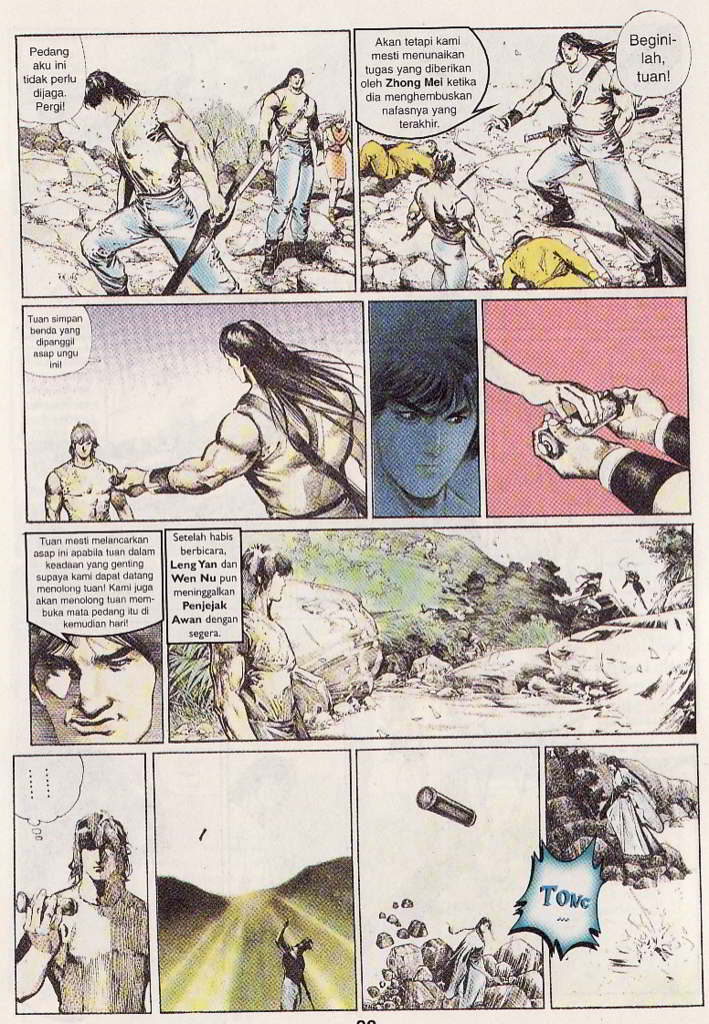 Pedang
aku ini
tidak perlu
dijaga.
Pergi!
Akan tetapi kami
mesti menunaikan
tugas yang diberikan
oleh Zhong Mei ketika
dia menghembuskan
nafasnya yang
terakhir.
Begini-
lah,
tuan!
Tuan simpan
benda yang
dipanggil
asap ungu
ini!
Tuan mesti melancarkan
asap ini apabila tuan dalam
keadaan yang genting
supaya kami dapat datang
menolong tuan! Kami juga
akan menolong tuan mem-
buka mata pedang itu di
kemudian hari!
Setelah habis
berbicara,
Leng Yan dan
Wen Nu pun
meninggalkan
Penjejak
Awan dengan
segera.
......
TONG
...